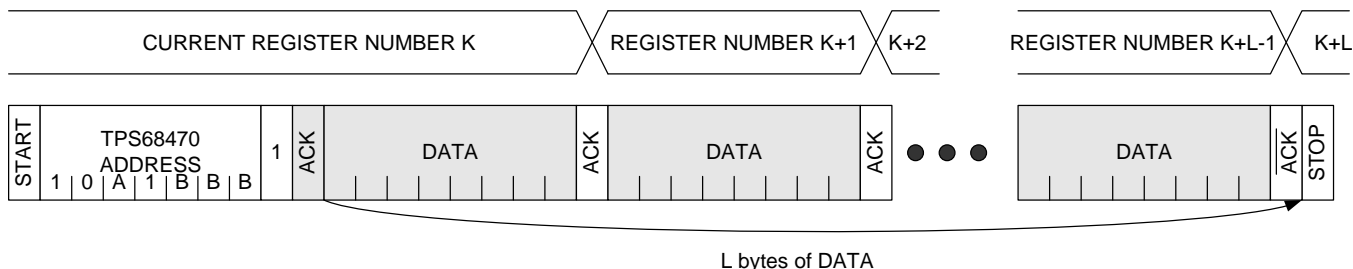 CURRENT REGISTER NUMBER K
REGISTER NUMBER K+1
K+2
REGISTER NUMBER K+L-1
K+L
START
TPS68470
ADDRESS
1 0 A 1 B B B
1
ACK
DATA
ACK
DATA
ACK
DATA
ACK
STOP
L bytes of DATA